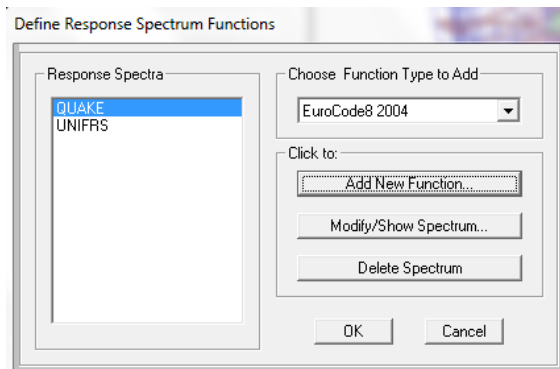 Define Response Spectrum Functions
Response Spectra
QUAKE
UNIFRS
Choose Function Type to Add
EuroCode8 2004
Click to:
Add New Function...
Modify/Show Spectrum...
Delete Spectrum
OK
Cancel